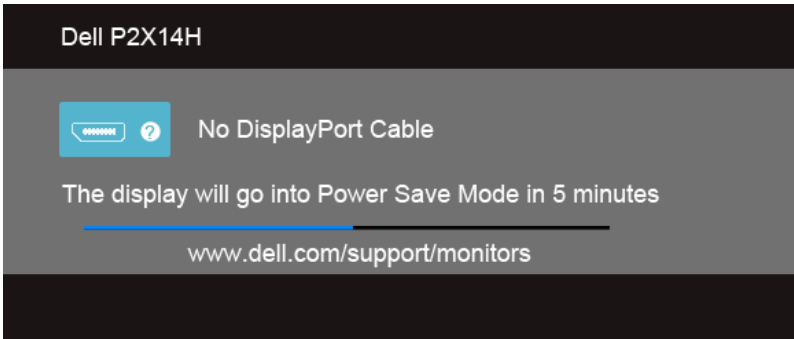 Dell P2X14H
? No DisplayPort Cable
The display will go into Power Save Mode in 5 minutes
www.dell.com/support/monitors